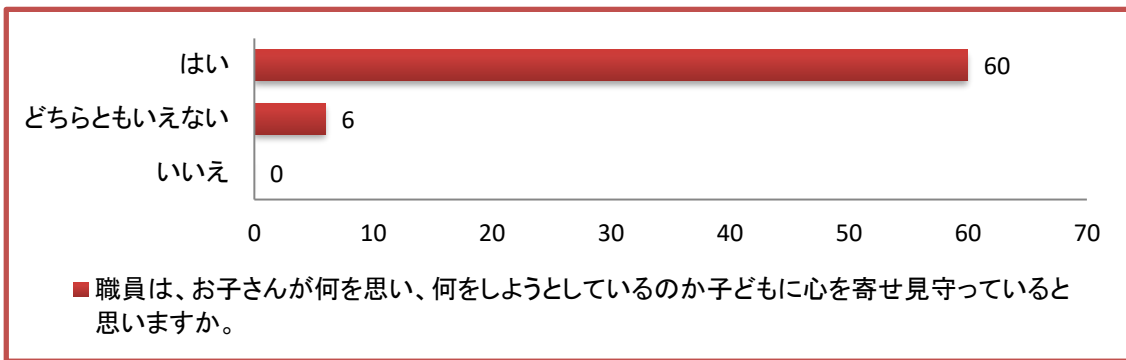 はい 60
どちらともいえない 6
いいえ 0
0 10 20 30 40 50 60 70
職員は、お子さんが何を思い、何をしようとしているのか子どもに心を寄せ見守っていると
思いますか。